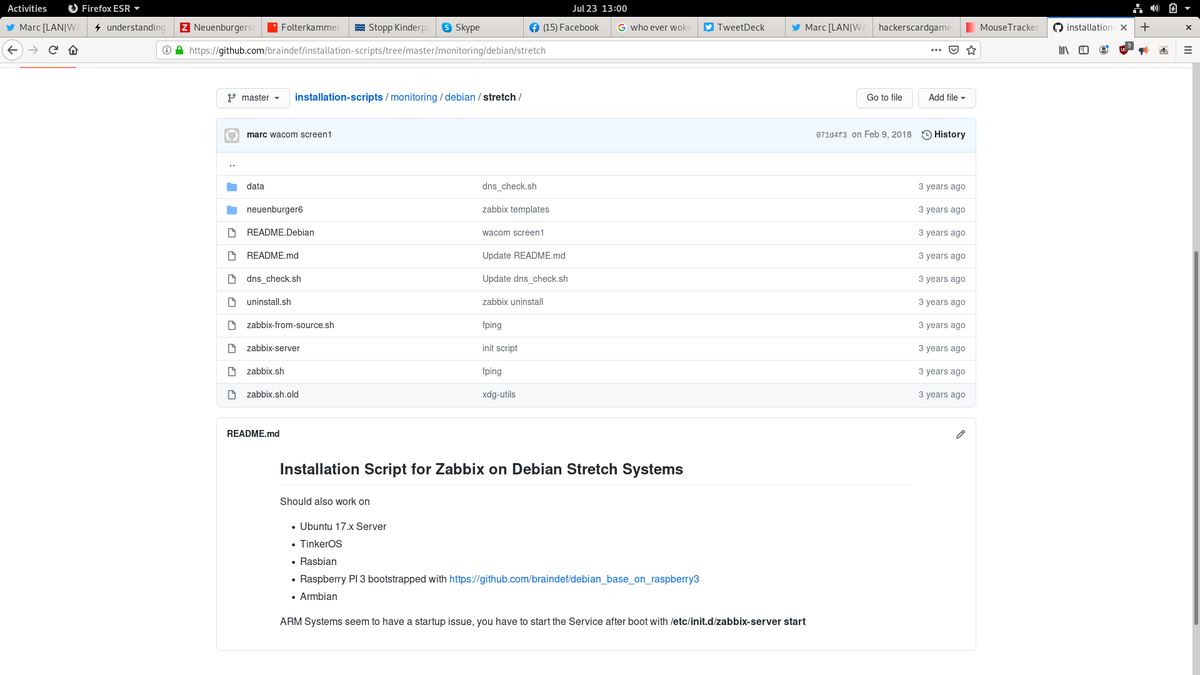 Activities Firefox ESR Jul 23 13:00
Marc [LAN|W understanding Neuenburgers Folterkammer Stopp Kinderpo Skype (15) Facebook who ever woke TweetDeck Marc [LAN|W hackerscardgame MouseTracker installation-
https://github.com/braindef/installation-scripts/tree/master/monitoring/debian/stretch
master installation-scripts / monitoring / debian / stretch / Go to file Add file
marc wacom screen1 071d4f3 on Feb 9, 2018 History
..
data dns_check.sh 3 years ago
neuenburger6 zabbix templates 3 years ago
README.Debian wacom screen1 3 years ago
README.md Update README.md 3 years ago
dns_check.sh Update dns_check.sh 3 years ago
uninstall.sh zabbix uninstall 3 years ago
zabbix-from-source.sh fping 3 years ago
zabbix-server init script 3 years ago
zabbix.sh fping 3 years ago
zabbix.sh.old xdg-utils 3 years ago
README.md
Installation Script for Zabbix on Debian Stretch Systems
Should also work on
• Ubuntu 17.x Server
• TinkerOS
• Rasbian
• Raspberry PI 3 bootstrapped with https://github.com/braindef/debian_base_on_raspberry3
• Armbian
ARM Systems seem to have a startup issue, you have to start the Service after boot with /etc/init.d/zabbix-server start